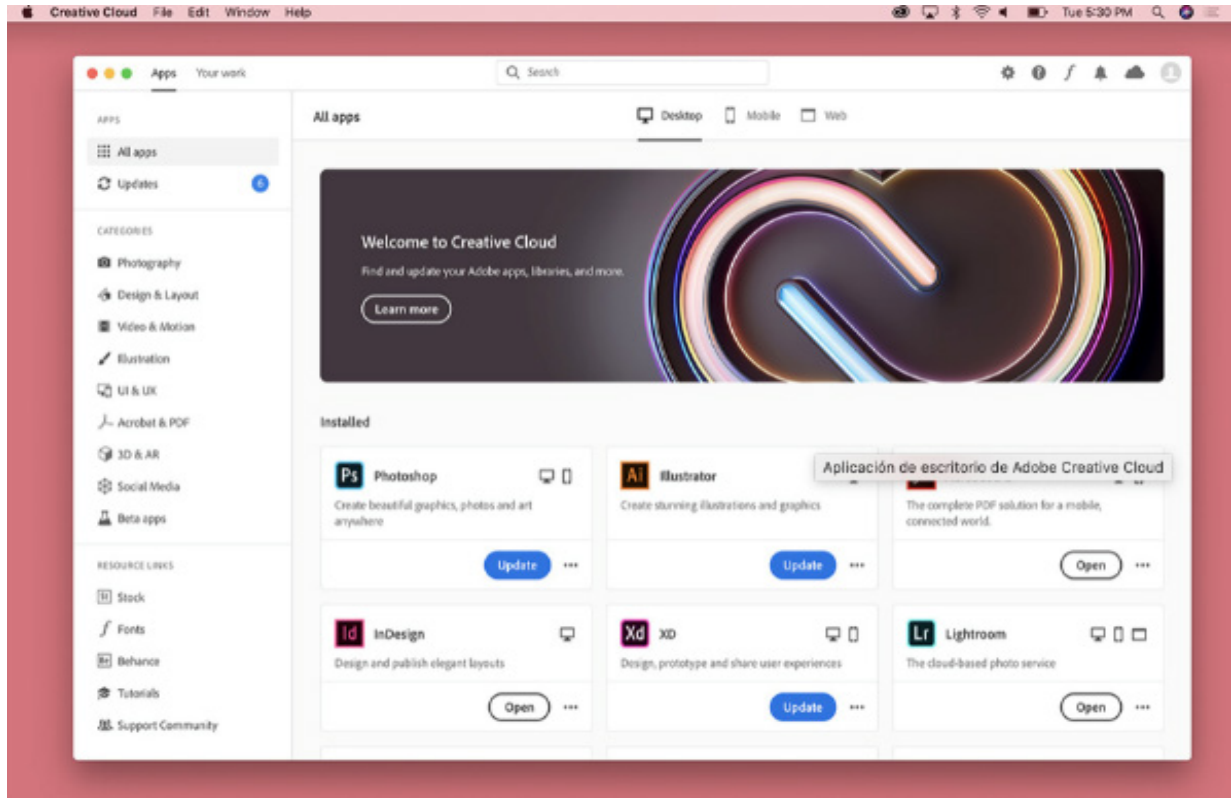 Creative Cloud File Edit Window Help
Tue 5:30 PM
Apps Your work
Search
APPS
All apps
Updates
6
CATEGORIES
Photography
Design & Layout
Video & Motion
Illustration
UI & UX
Acrobat & PDF
3D & AR
Social Media
Beta apps
RESOURCE LINKS
Stock
Fonts
Behance
Tutorials
Support Community
All apps
Desktop Mobile Web
Welcome to Creative Cloud
Find and update your Adobe apps, libraries, and more.
Learn more
Installed
Ps Photoshop
Create beautiful graphics, photos and art
anywhere
Update
Ai Illustrator
Create stunning illustrations and graphics
Update
Aplicación de escritorio de Adobe Creative Cloud
The complete PDF solution for a mobile,
connected world.
Open
Id InDesign
Design and publish elegant layouts
Open
Xd XD
Design, prototype and share user experiences
Update
Lr Lightroom
The cloud-based photo service
Open